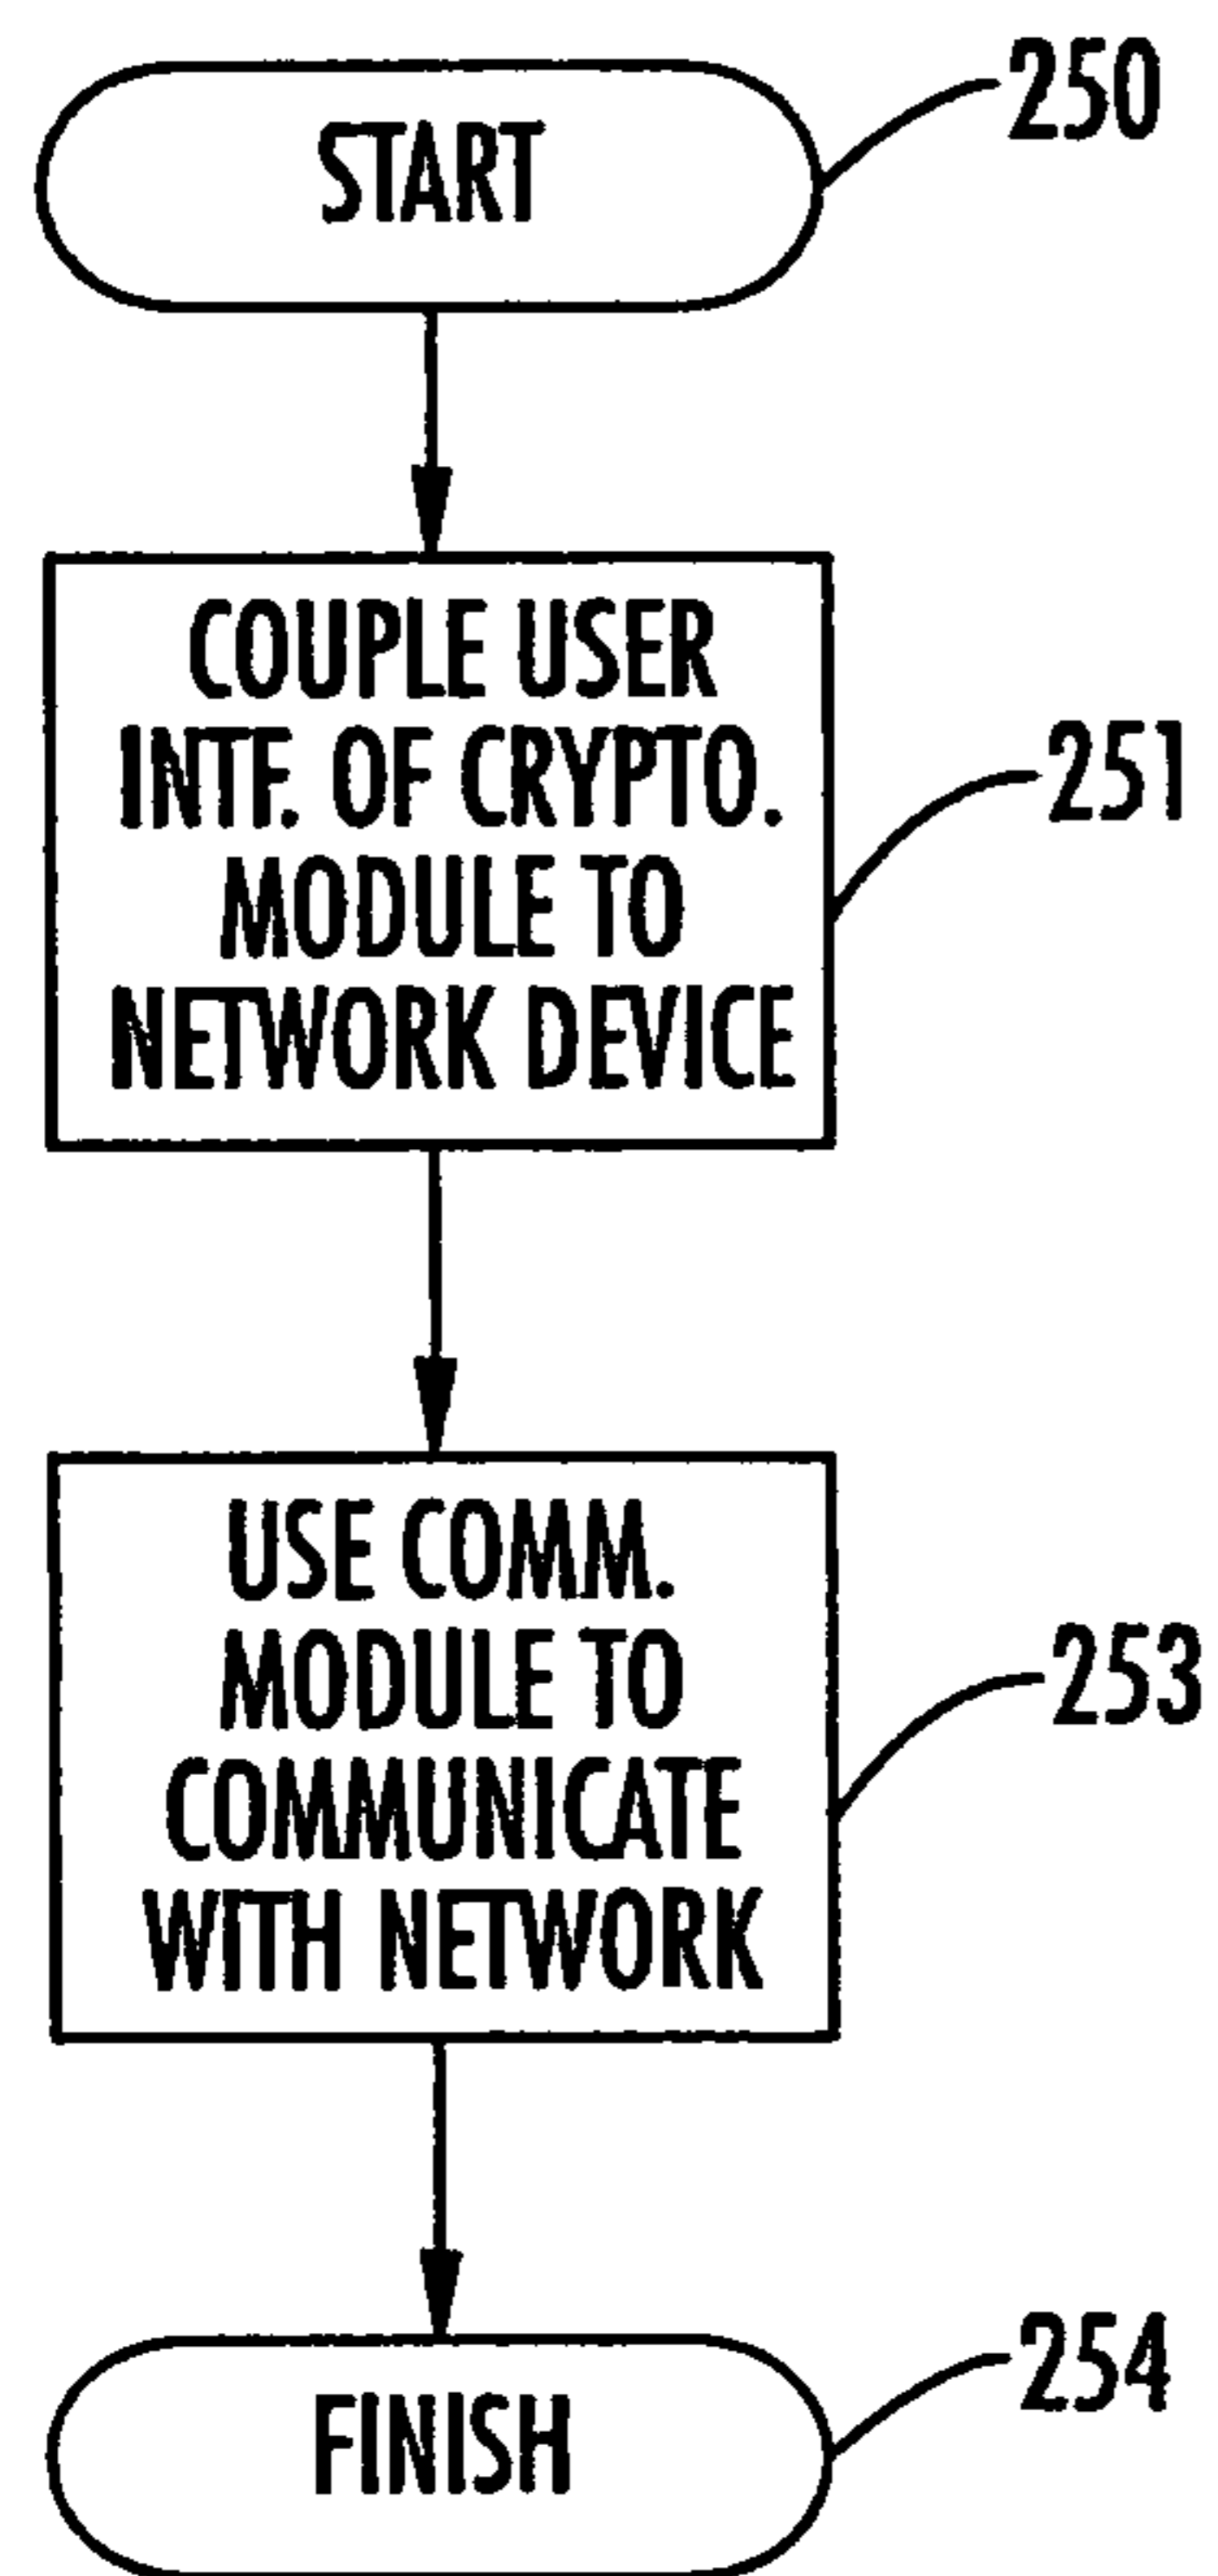 START
250
COUPLE USER
INTF. OF CRYPTO.
MODULE TO
NETWORK DEVICE
251
USE COMM.
MODULE TO
COMMUNICATE
WITH NETWORK
253
FINISH
254